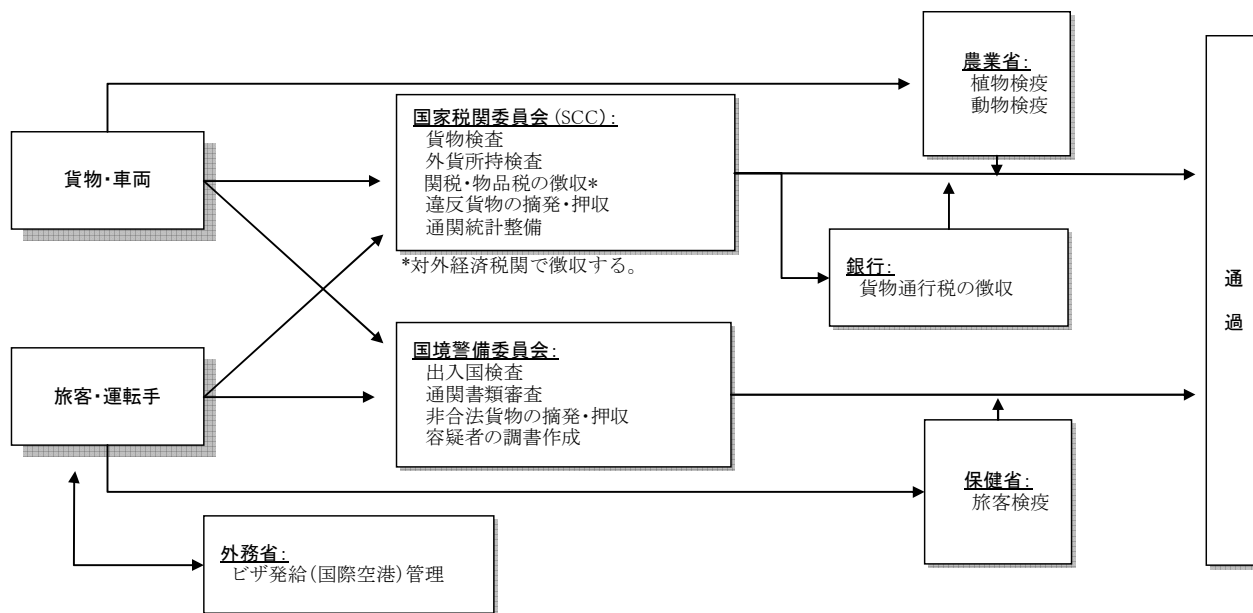 農業省:
植物検疫
動物検疫
国家税関委員会(SCC):
貨物検査
外貨所持検査
関税・物品税の徴収*
違反貨物の摘発・押収
通関統計整備
*対外経済税関で徴収する。
貨物・車両
銀行:
貨物通行税の徴収
通
過
国境警備委員会:
出入国検査
通関書類審査
非合法貨物の摘発・押収
容疑者の調書作成
旅客・運転手
保健省:
旅客検疫
外務省:
ビザ発給(国際空港)管理